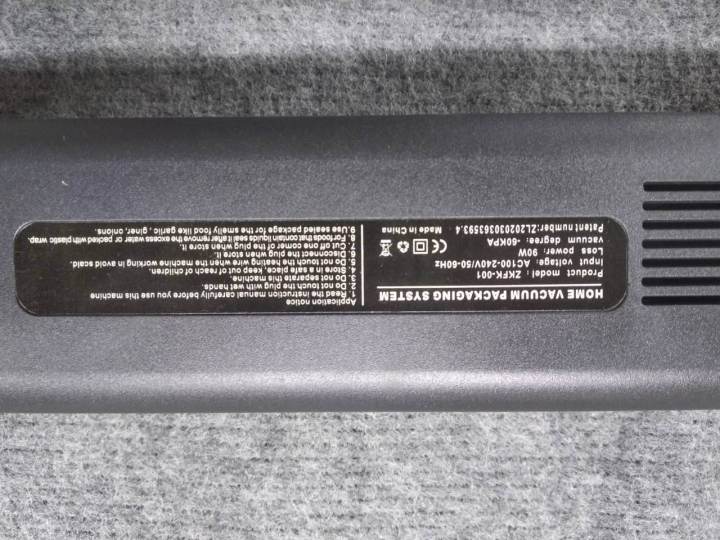 HOME VACUUM PACKAGING SYSTEM
Product model: ZKFK-001
Input voltage: AC100-240V/50-60Hz
Loss power: 90W
vacuum degree: -60KPA
Made in China
Patent number:ZL202030363593.4
Application notice
1. Read the instruction manual carefully before you use this machine
2. Do not the touch the plug with wet hands.
3. Do not separate this machine.
4. Store it in a safe place, keep out of reach of children.
5. Do not touch heating wire when the machine working in avoid scald.
6. disconnect the plug when store it.
7. Cut one off one corner of the plug when store it.
8. For foods that contain liquids seal it after remove the excess water or packed with plastic wrap.
9.use sealed package for the smelly food like garlic , giner, onions.